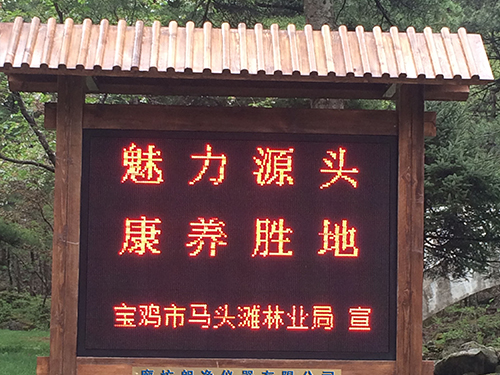 魅力源头
康养胜地
宝鸡市马头滩林业局 宣